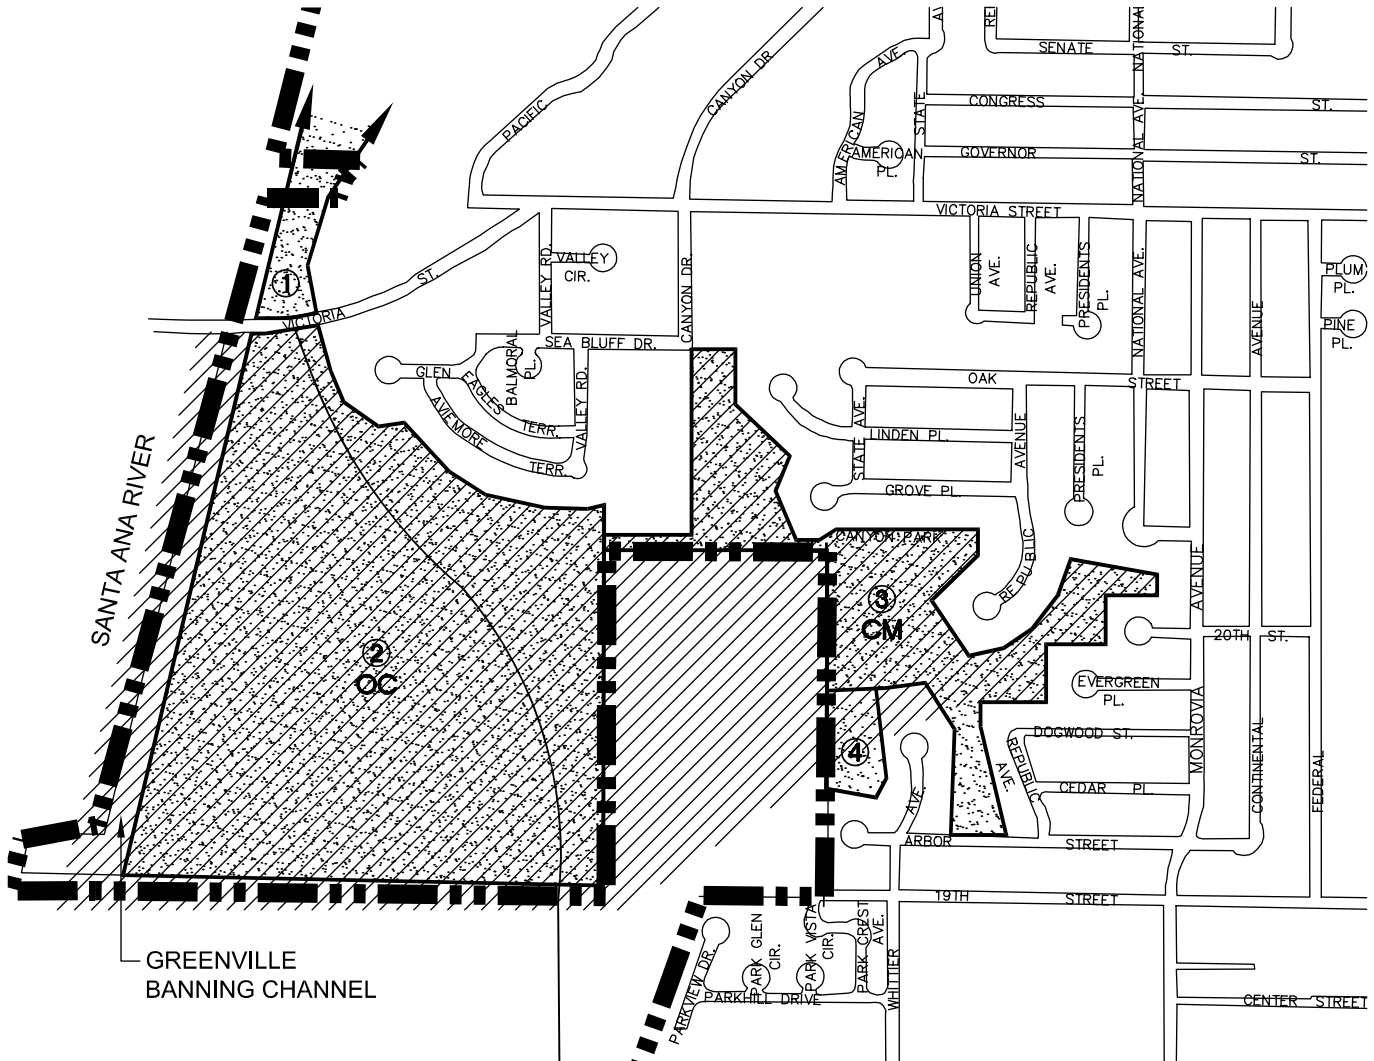 SENATE ST.
NATIONAL
CONGRESS ST.
PACIFIC
CANYON DR
AMERICAN AVE.
STATE
AMERICAN
PL.
GOVERNOR ST.
NATIONAL AVE.
VICTORIA STREET
VALLEY RD.
VALLEY
CIR.
CANYON DR.
UNION
AVE.
REPUBLIC
AVE.
PRESIDENTS
PL.
NATIONAL AVE.
AVENUE
PLUM
PL.
PINE
PL.
1
VICTORIA ST.
SEA BLUFF DR.
BALMORAL
PL.
GLEN EAGLES TERR.
AVIEMORE TERR.
VALLEY RD.
OAK STREET
STATE AVE.
LINDEN PL.
AVENUE
PRESIDENTS
PL.
GROVE PL.
CANYON PARK
REPUBLIC
SANTA ANA RIVER
2
OC
3
CM
4
AVENUE
20TH ST.
EVERGREEN
PL.
MONROVIA
DOGWOOD ST.
REPUBLIC
AVE
CEDAR PL.
CONTINENTAL
FEDERAL
AVE.
ARBOR STREET
19TH STREET
GREENVILLE
BANNING CHANNEL
PARKVIEW DR.
PARK GLEN
CIR.
PARK VISTA
CIR.
PARK CREST
AVE.
WHITTIER
PARKHILL DRIVE
CENTER STREET